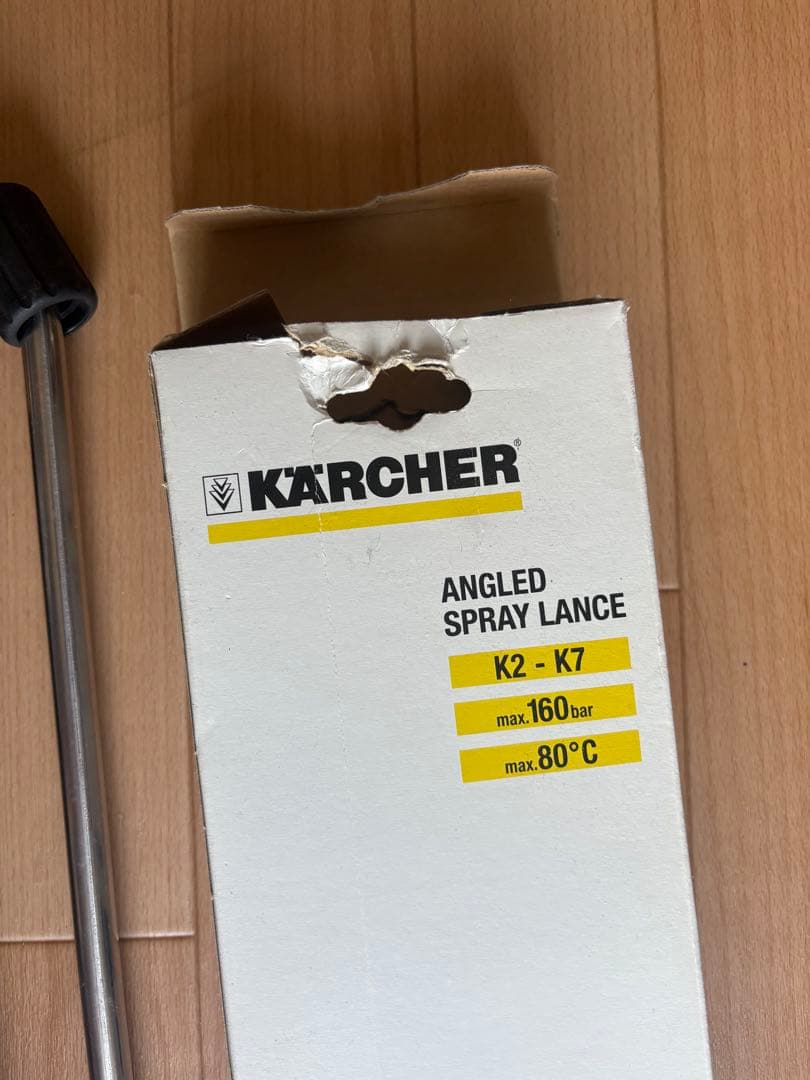 KÄRCHER®
ANGLED
SPRAY LANCE
K2 - K7
max.160bar
max.80°C